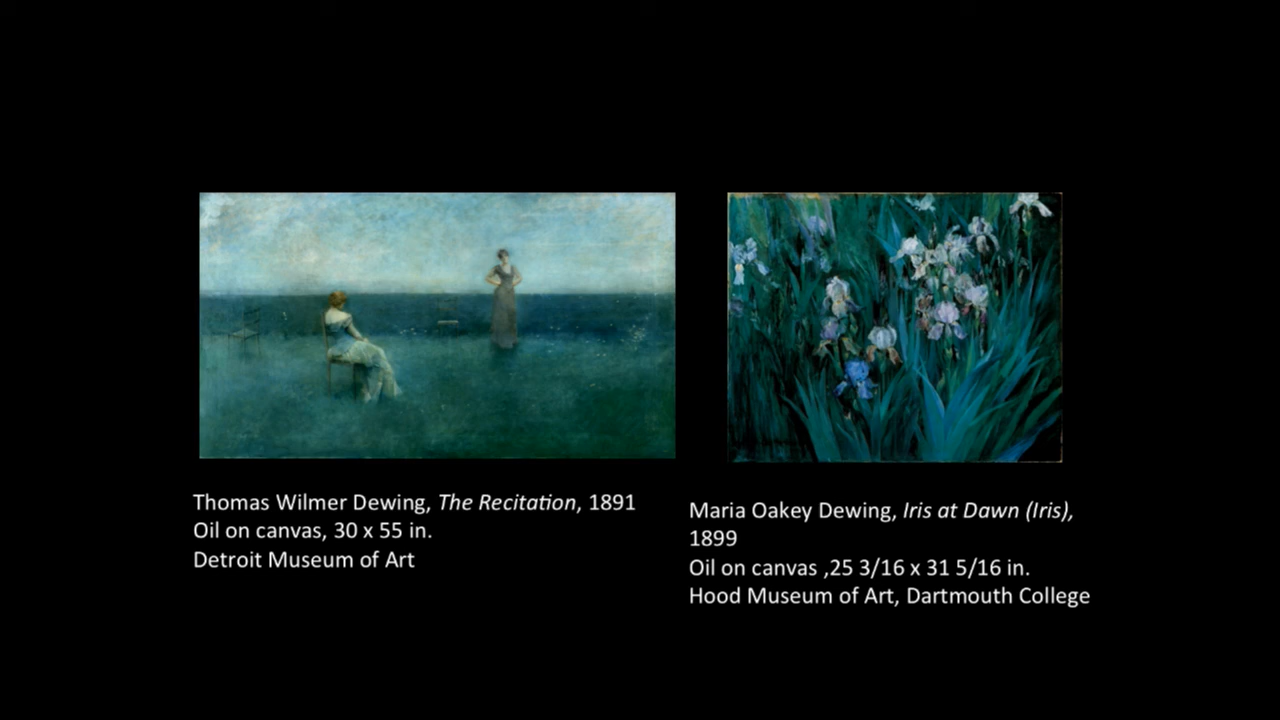 Thomas Wilmer Dewing, The Recitation, 1891
Oil on canvas, 30 x 55 in.
Detroit Museum of Art
Maria Oakey Dewing, Iris at Dawn (Iris),
1899
Oil on canvas ,25 3/16 x 31 5/16 in.
Hood Museum of Art, Dartmouth College